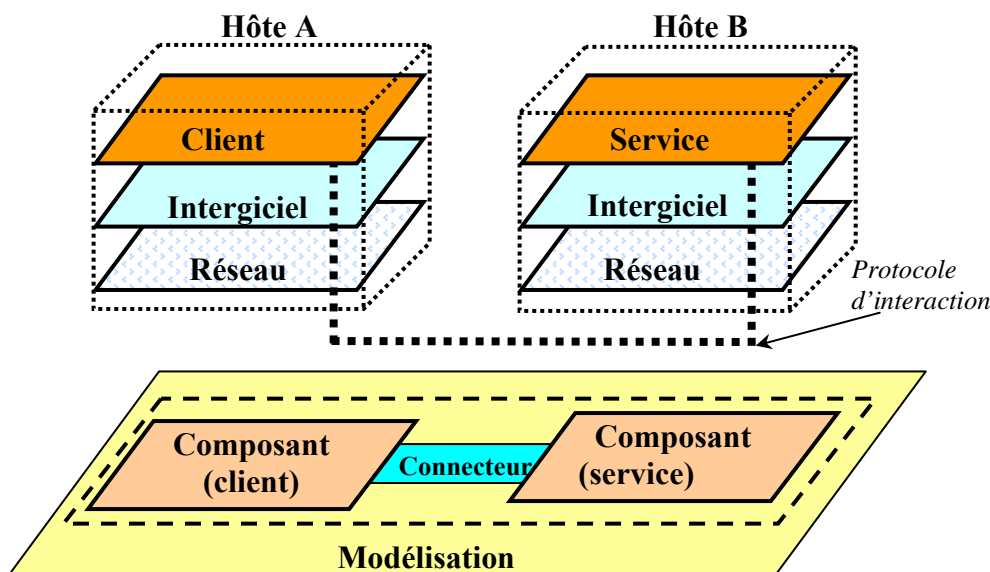 Hôte A
Hôte B
Client
Service
Intergiciel
Intergiciel
Réseau
Réseau
Protocole
d'interaction
Composant
(client)
Connecteur
Composant
(service)
Modélisation